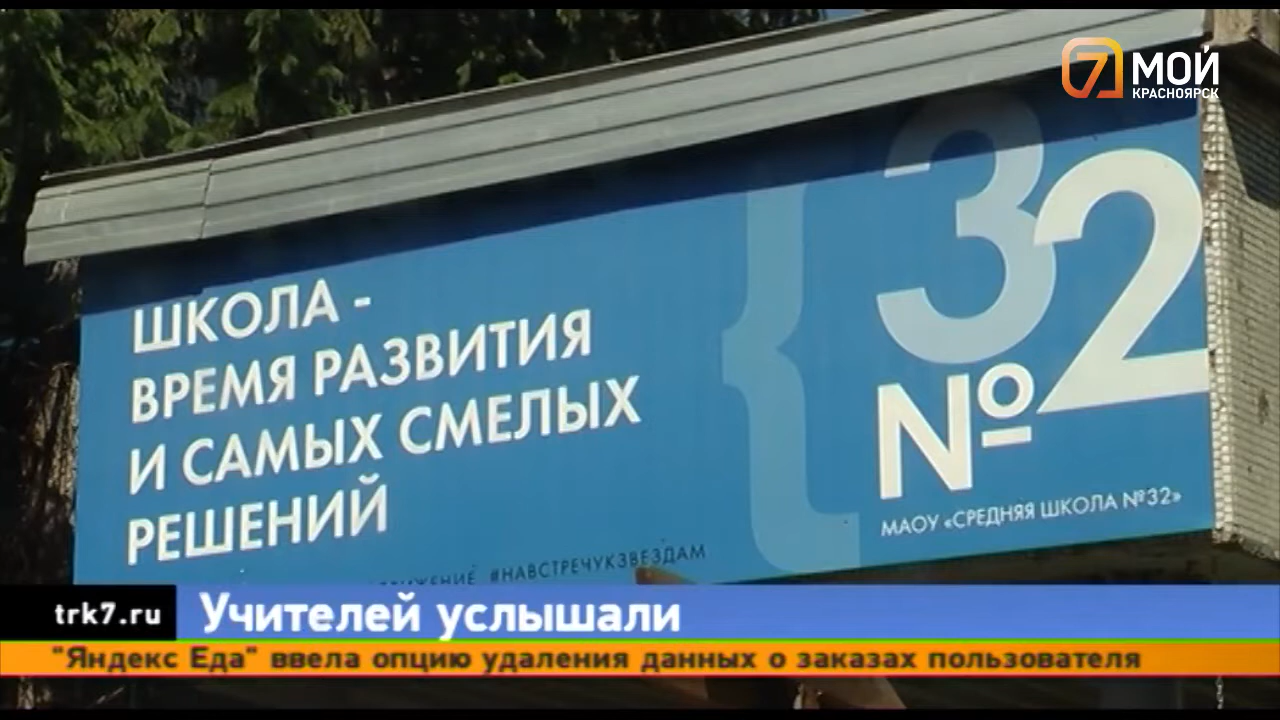 7 МОЙ
КРАСНОЯРСК
32
№
ШКОЛА -
ВРЕМЯ РАЗВИТИЯ
И САМЫХ СМЕЛЫХ
РЕШЕНИЙ
МАОУ «СРЕДНЯЯ ШКОЛА №32»
#НАВСТРЕЧУКЗВЕЗДАМ
trk7.ru
Учителей услышали
"Яндекс Еда" ввела опцию удаления данных о заказах пользователя